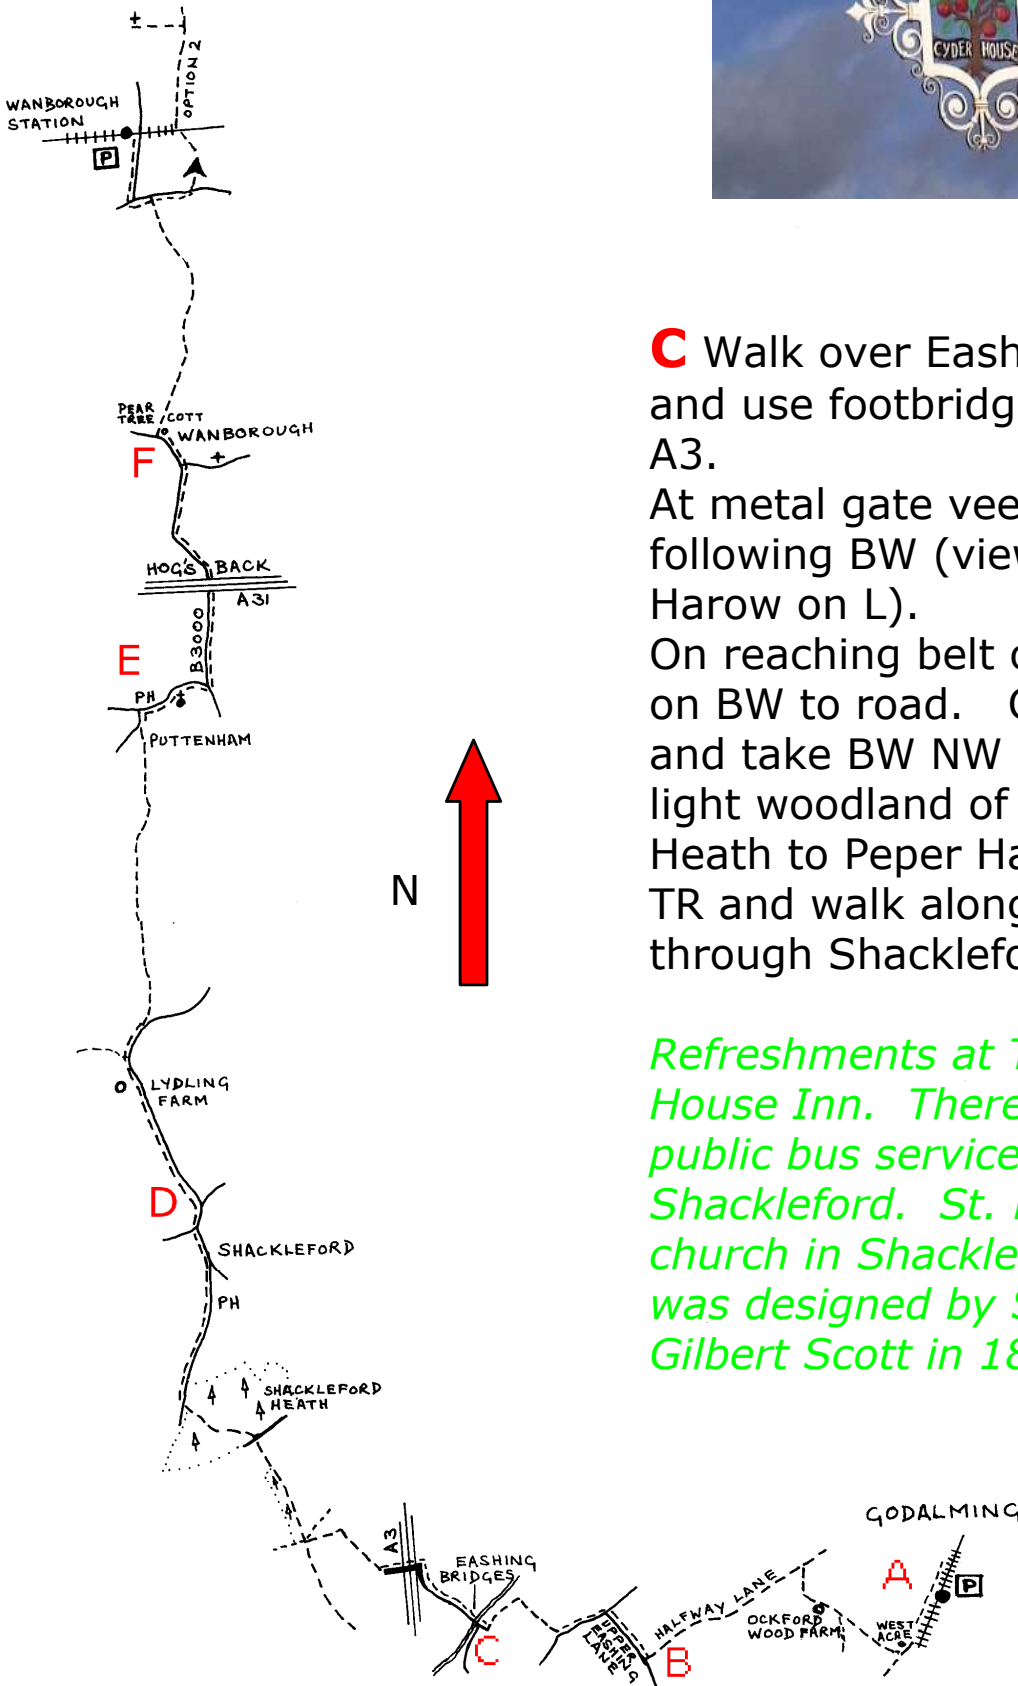 OPTION 2
WANBOROUGH
STATION
P
CYDER HOUSE
PEAR
TREE COTT
WANBOROUGH
F
HOG'S BACK
A31
B3000
E
PH
PUTTENHAM
N
LYDLING
FARM
D
SHACKLEFORD
PH
SHACKLEFORD
HEATH
A3
EASHING
BRIDGES
C
UPPER
EASHING
LANE
B
HALFWAY LANE
OCKFORD
WOOD FARM
WEST
ACRE
A
GODALMING
P
C Walk over Eash
and use footbridg
A3.
At metal gate vee
following BW (view
Harow on L).
On reaching belt o
on BW to road. C
and take BW NW
light woodland of
Heath to Peper Ha
TR and walk along
through Shacklefo
Refreshments at T
House Inn. There
public bus service
Shackleford. St.
church in Shackle
was designed by S
Gilbert Scott in 18